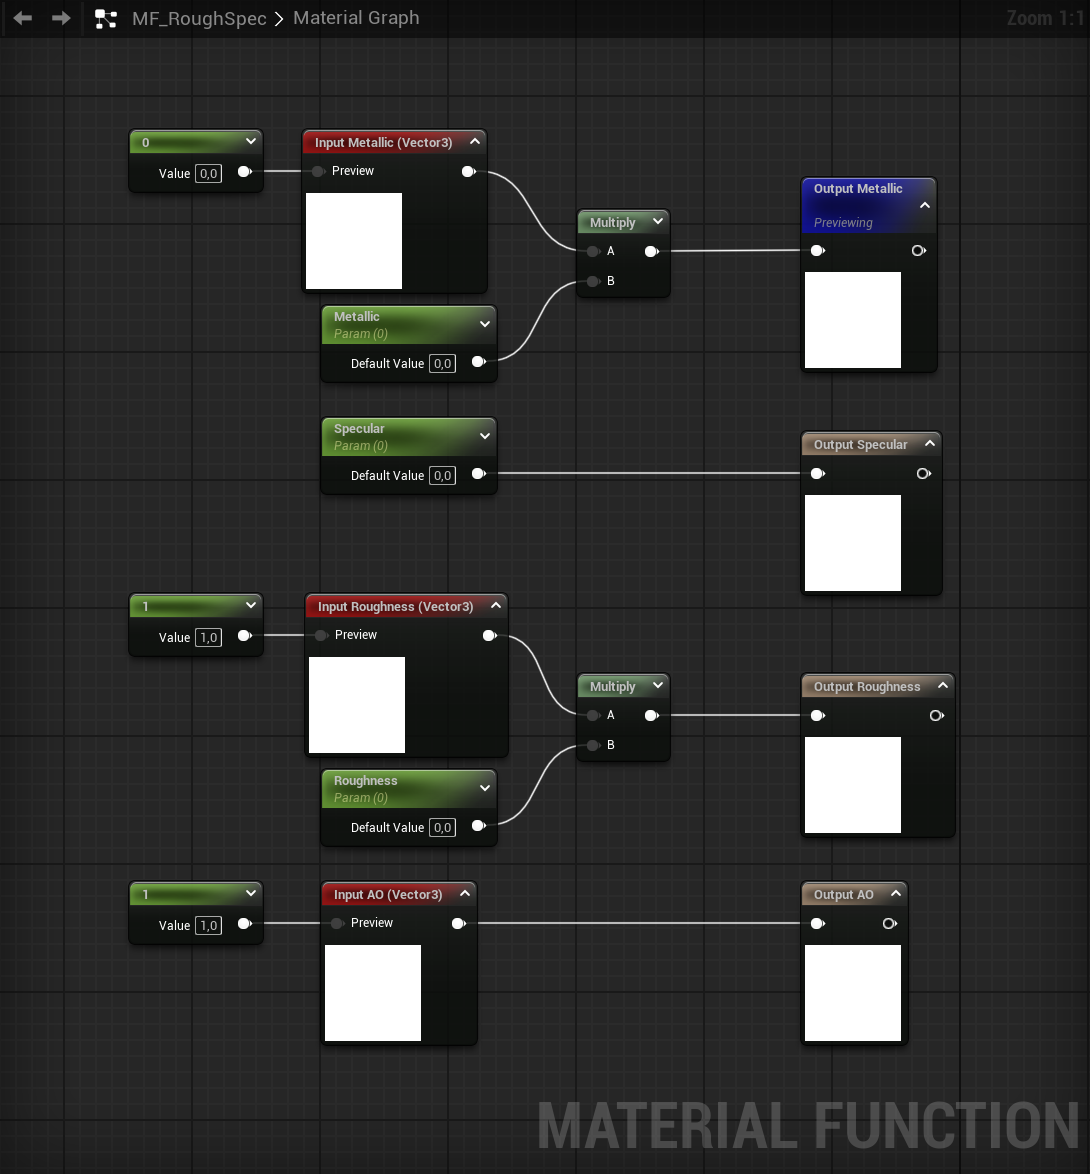 MF_RoughSpec > Material Graph
Zoom 1:1
0
Value 0,0
Input Metallic (Vector3)
Preview
Metallic
Param (0)
Default Value 0,0
Multiply
A
B
Output Metallic
Previewing
Specular
Param (0)
Default Value 0,0
Output Specular
1
Value 1,0
Input Roughness (Vector3)
Preview
Roughness
Param (0)
Default Value 0,0
Multiply
A
B
Output Roughness
1
Value 1,0
Input AO (Vector3)
Preview
Output AO
MATERIAL FUNCTION